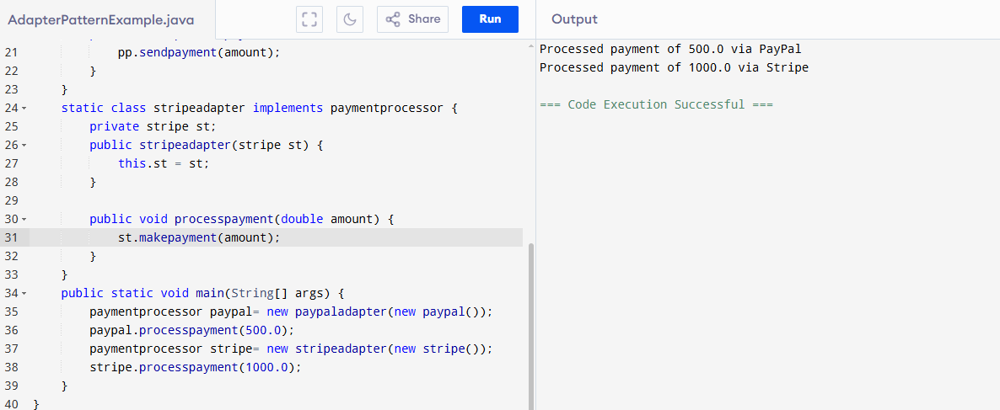 AdapterPatternExample.java
Share
Run
Output
21 pp.sendpayment(amount);
22 }
23 }
24 static class stripeadapter implements paymentprocessor {
25 private stripe st;
26 public stripeadapter(stripe st) {
27 this.st = st;
28 }
29
30 public void processpayment(double amount) {
31 st.makepayment(amount);
32 }
33 }
34 public static void main(String[] args) {
35 paymentprocessor paypal= new paypaladapter(new paypal());
36 paypal.processpayment(500.0);
37 paymentprocessor stripe= new stripeadapter(new stripe());
38 stripe.processpayment(1000.0);
39 }
40 }
Processed payment of 500.0 via PayPal
Processed payment of 1000.0 via Stripe
=== Code Execution Successful ===